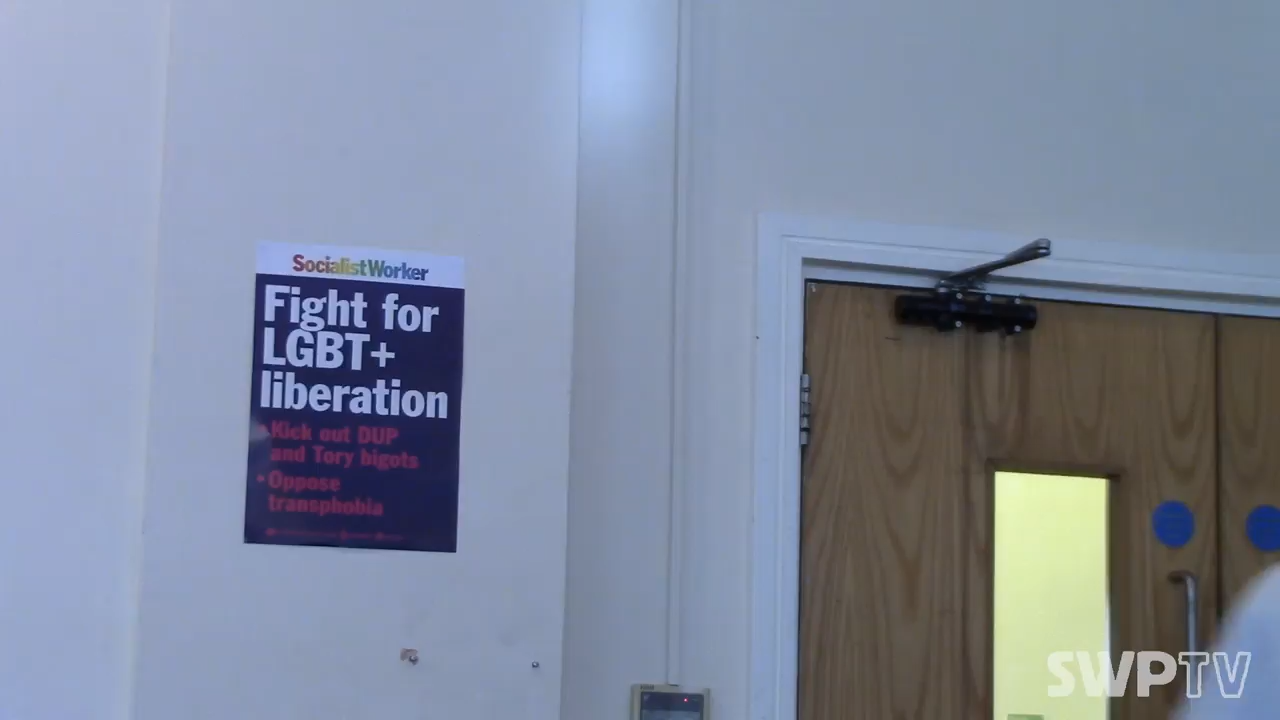 SocialistWorker
Fight for
LGBT+
liberation
• Kick out DUP
and Tory bigots
• Oppose
transphobia
SWPTV